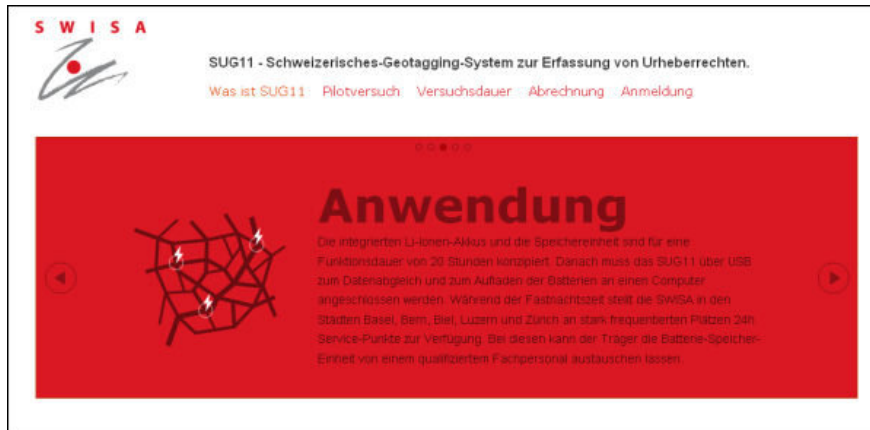 SWISA
SUG11 - Schweizerisches-Geotagging-System zur Erfassung von Urheberrechten.
Was ist SUG11 Pilotversuch Versuchsdauer Abrechnung Anmeldung
Anwendung
Die integrierten Li-Ionen-Akkus und die Speichereinheit sind für eine
Funktionsdauer von 20 Stunden konzipiert. Danach muss das SUG11 über USB
zum Datenabgleich und zum Aufladen der Batterien an einen Computer
angeschlossen werden. Während der Fastnachtszeit stellt die SWISA in den
Städten Basel, Bern, Biel, Luzern und Zürich an stark frequentierten Plätzen 24h
Service-Punkte zur Verfügung. Bei diesen kann der Träger die Batterie-Speicher-
Einheit von einem qualifiziertem Fachpersonal austauschen lassen.